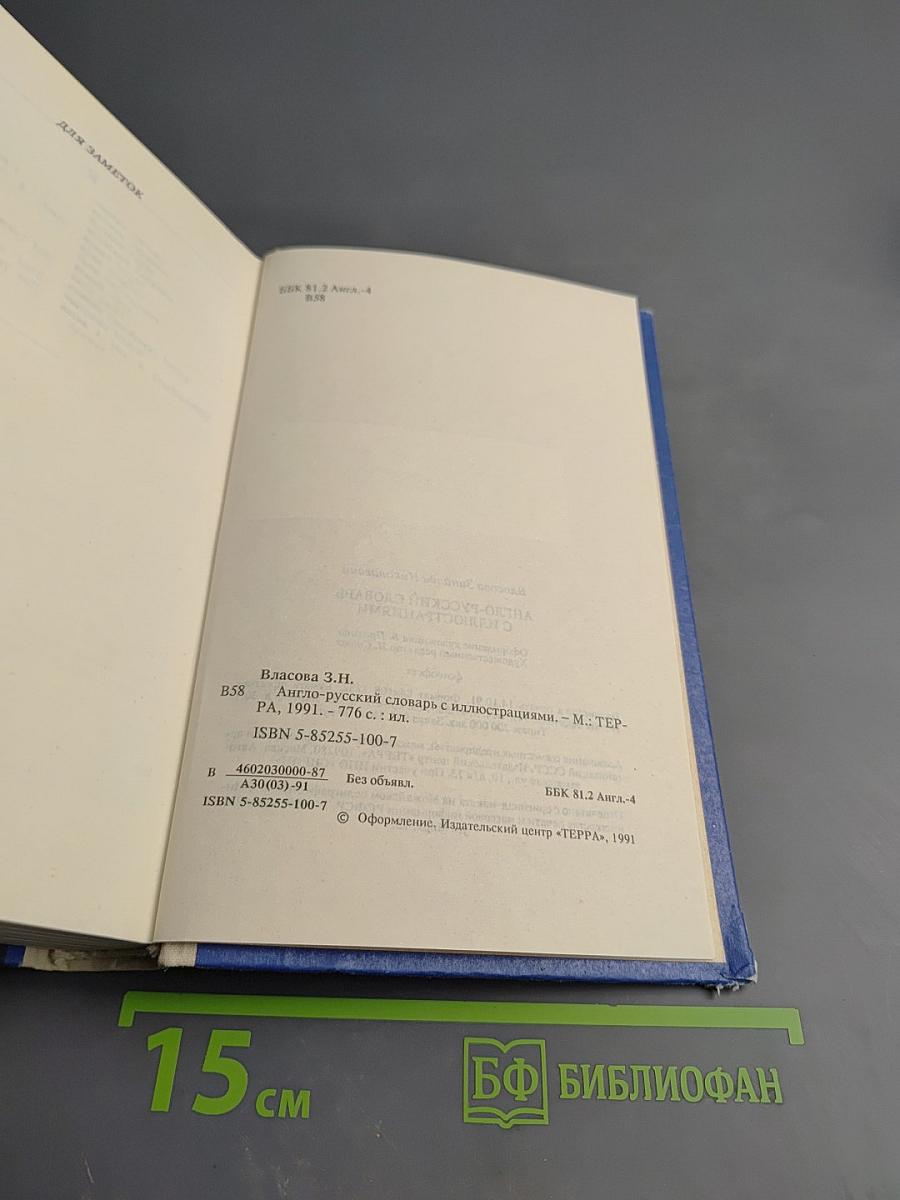 ДЛЯ ЗАМЕТОК
ББК 81.2 Англ.-4
В58
Власова З.Н.
В58 Англо-русский словарь с иллюстрациями. – М.: ТЕР-
РА, 1991. – 776 с. : ил.
ISBN 5-85255-100-7
В 4602030000-87 Без объявл.
А30(03)-91
ББК 81.2 Англ.-4
ISBN 5-85255-100-7
© Оформление, Издательский центр «ТЕРРА», 1991
15 см
БФ БИБЛИОФАН